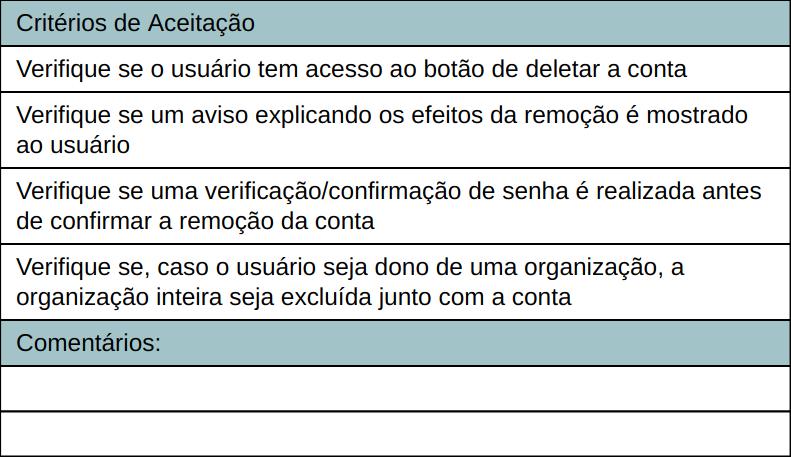 Critérios de Aceitação
Verifique se o usuário tem acesso ao botão de deletar a conta
Verifique se um aviso explicando os efeitos da remoção é mostrado
ao usuário
Verifique se uma verificação/confirmação de senha é realizada antes
de confirmar a remoção da conta
Verifique se, caso o usuário seja dono de uma organização, a
organização inteira seja excluída junto com a conta
Comentários: